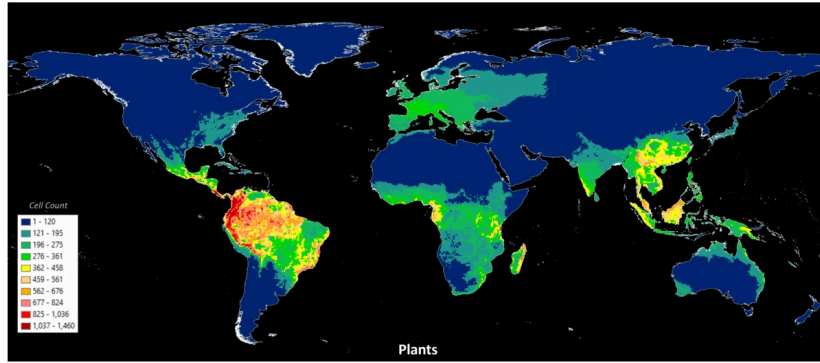 Cell Count
1 - 120
121 - 195
196 - 275
276 - 361
362 - 458
459 - 561
562 - 676
677 - 824
825 - 1,036
1,037 - 1,460
Plants